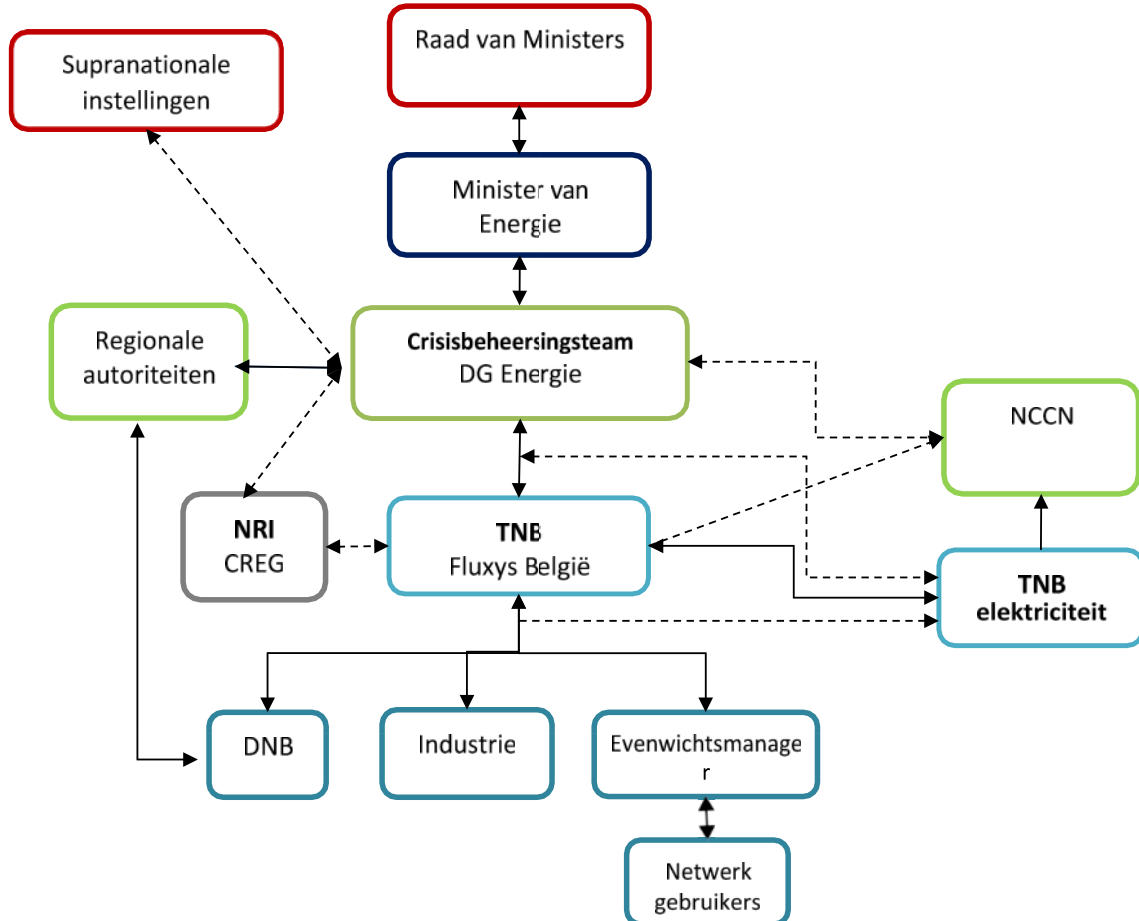 Raad van Ministers
Supranationale
instellingen
Minister van
Energie
Regionale
autoriteiten
Crisisbeheersingsteam
DG Energie
NCCN
NRI
CREG
TNB
Fluxys België
TNB
elektriciteit
DNB
Industrie
Evenwichtsmanage
r
Netwerk
gebruikers